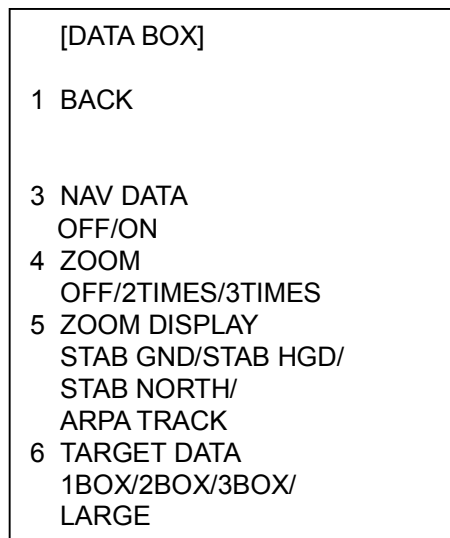 [DATA BOX]
1 BACK
3 NAV DATA
OFF/ON
4 ZOOM
OFF/2TIMES/3TIMES
5 ZOOM DISPLAY
STAB GND/STAB HGD/
STAB NORTH/
ARPA TRACK
6 TARGET DATA
1BOX/2BOX/3BOX/
LARGE